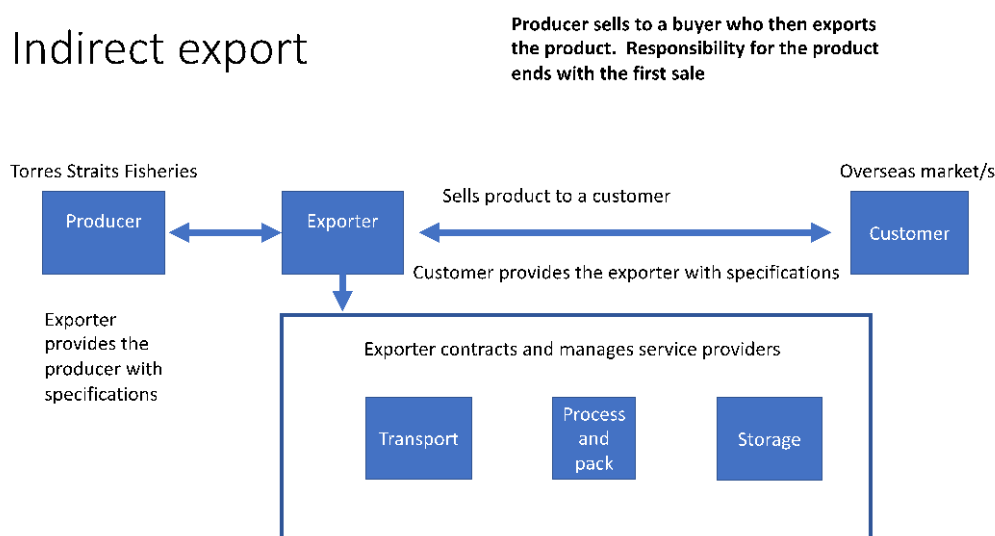 Indirect export
Producer sells to a buyer who then exports
the product.  Responsibility for the product
ends with the first sale
Torres Straits Fisheries
Overseas market/s
Producer
Exporter
Sells product to a customer
Customer
Customer provides the exporter with specifications
Exporter
provides the
producer with
specifications
Exporter contracts and manages service providers
Transport
Process
and
pack
Storage